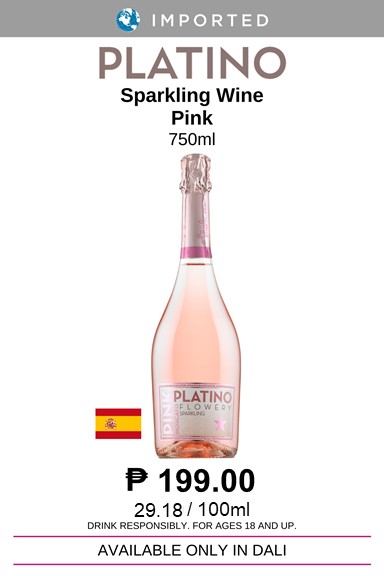 IMPORTED
PLATINO
Sparkling Wine
Pink
750ml
PINK
PLATINO
FLOWERY
SPARKLING
₱ 199.00
29.18 / 100ml
DRINK RESPONSIBLY. FOR AGES 18 AND UP.
AVAILABLE ONLY IN DALI